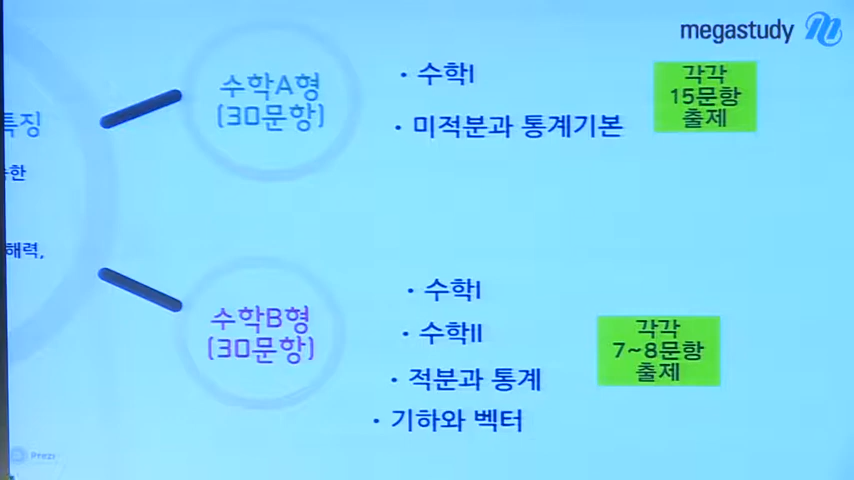 megastudy
특징
해력,
수학A형
(30문항)
• 수학I
• 미적분과 통계기본
각각
15문항
출제
수학B형
(30문항)
• 수학I
• 수학II
• 적분과 통계
• 기하와 벡터
각각
7~8문항
출제
Prezi